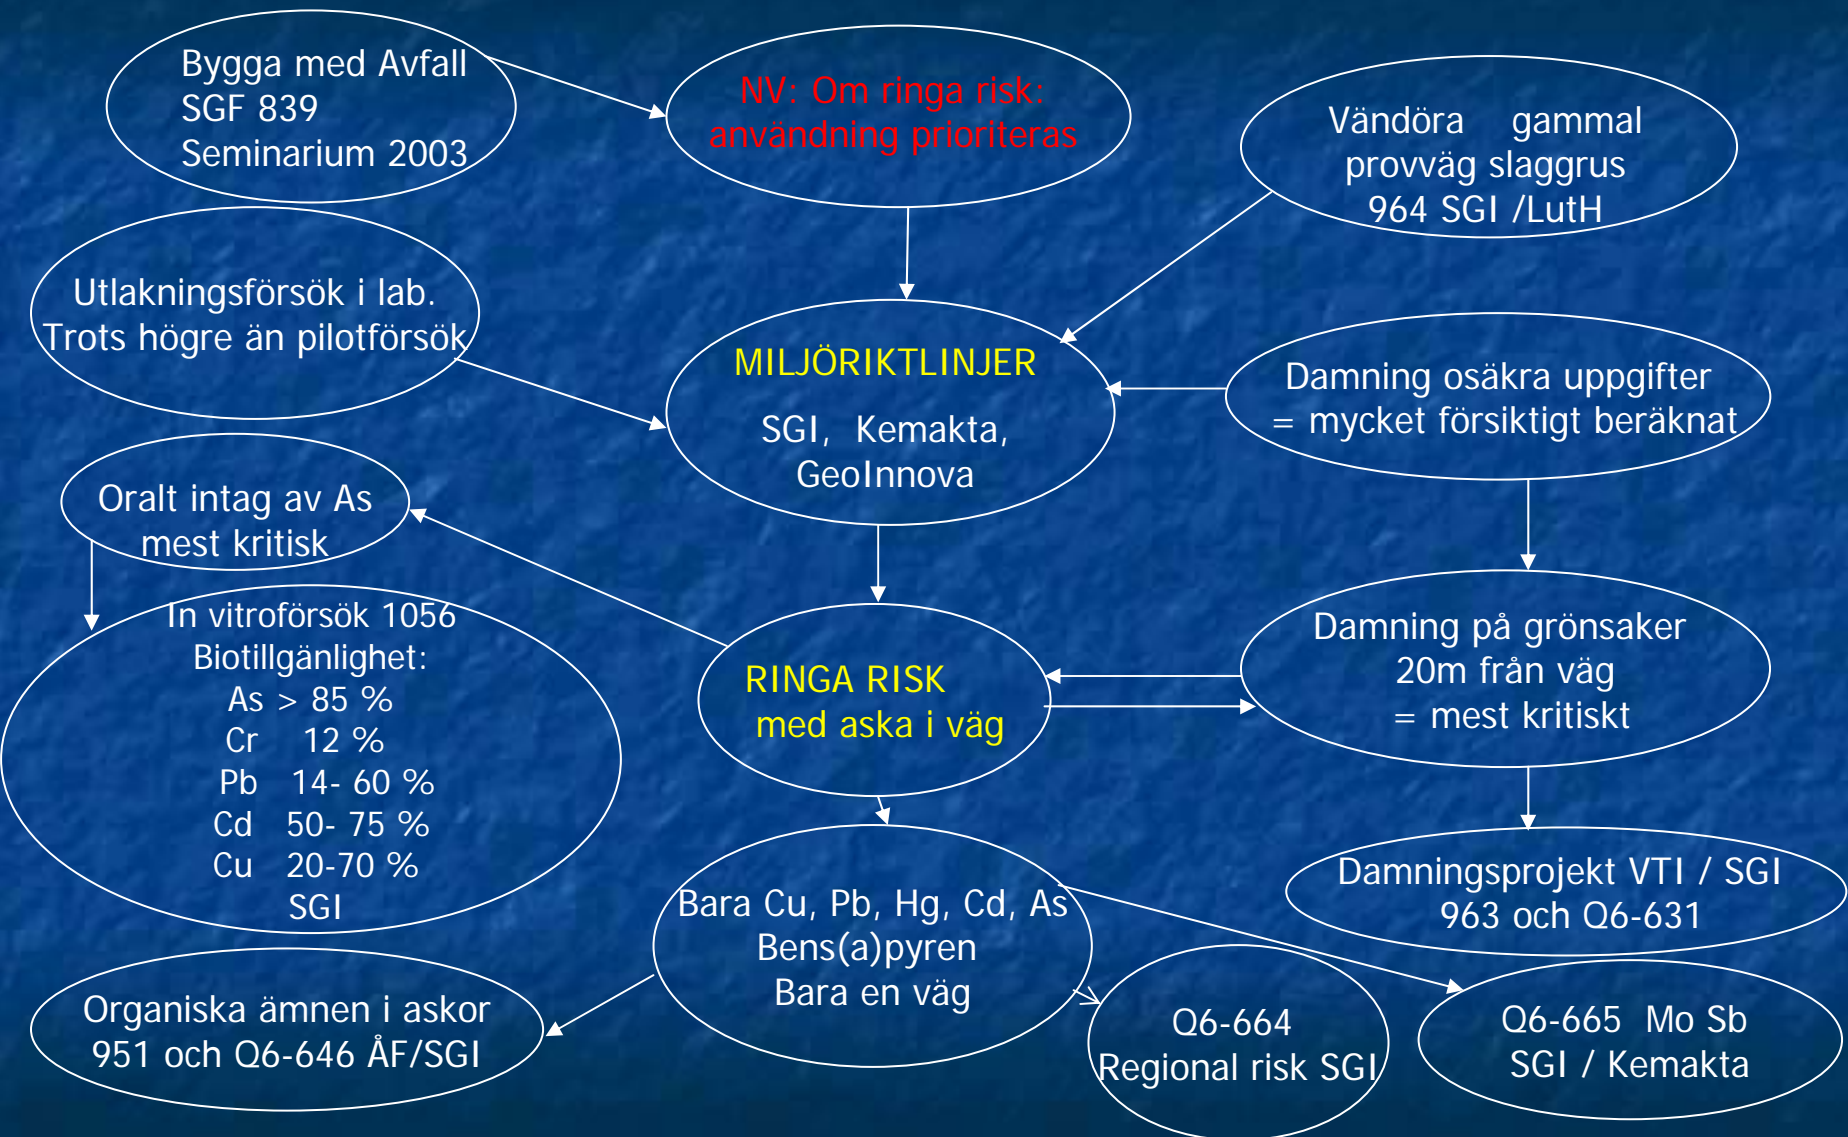 Bygga med Avfall
SGF 839
Seminarium 2003
NV: Om ringa risk:
användning prioriteras
Vändöra gammal
provväg slaggrus
964 SGI /LutH
Utlakningsförsök i lab.
Trots högre än pilotförsök
MILJÖRIKTLINJER
SGI, Kemakta,
GeoInnova
Damning osäkra uppgifter
= mycket försiktigt beräknat
Oralt intag av As
mest kritisk
In vitroförsök 1056
Biotillgänlighet:
As > 85 %
Cr 12 %
Pb 14- 60 %
Cd 50- 75 %
Cu 20-70 %
SGI
RINGA RISK
med aska i väg
Damning på grönsaker
20m från väg
= mest kritiskt
Damningsprojekt VTI / SGI
963 och Q6-631
Bara Cu, Pb, Hg, Cd, As
Bens(a)pyren
Bara en väg
Organiska ämnen i askor
951 och Q6-646 ÅF/SGI
Q6-664
Regional risk SGI
Q6-665 Mo Sb
SGI / Kemakta